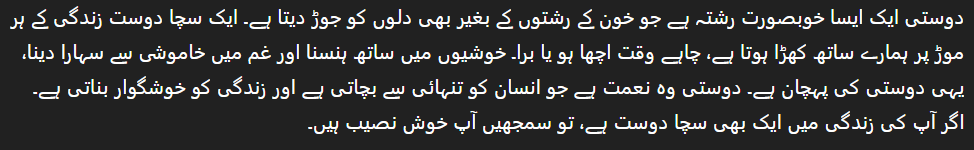 دوستی ایک ایسا خوبصورت رشتہ ہے جو خون کے رشتوں کے بغیر بھی دلوں کو جوڑ دیتا ہے۔ ایک سچا دوست زندگی کے ہر
موڑ پر ہمارے ساتھ کھڑا ہوتا ہے، چاہے وقت اچھا ہو یا برا۔ خوشیوں میں ساتھ ہنسنا اور غم میں خاموشی سے سہارا دینا،
یہی دوستی کی پہچان ہے۔ دوستی وہ نعمت ہے جو انسان کو تنہائی سے بچاتی ہے اور زندگی کو خوشگوار بناتی ہے۔
اگر آپ کی زندگی میں ایک بھی سچا دوست ہے، تو سمجھیں آپ خوش نصیب ہیں۔